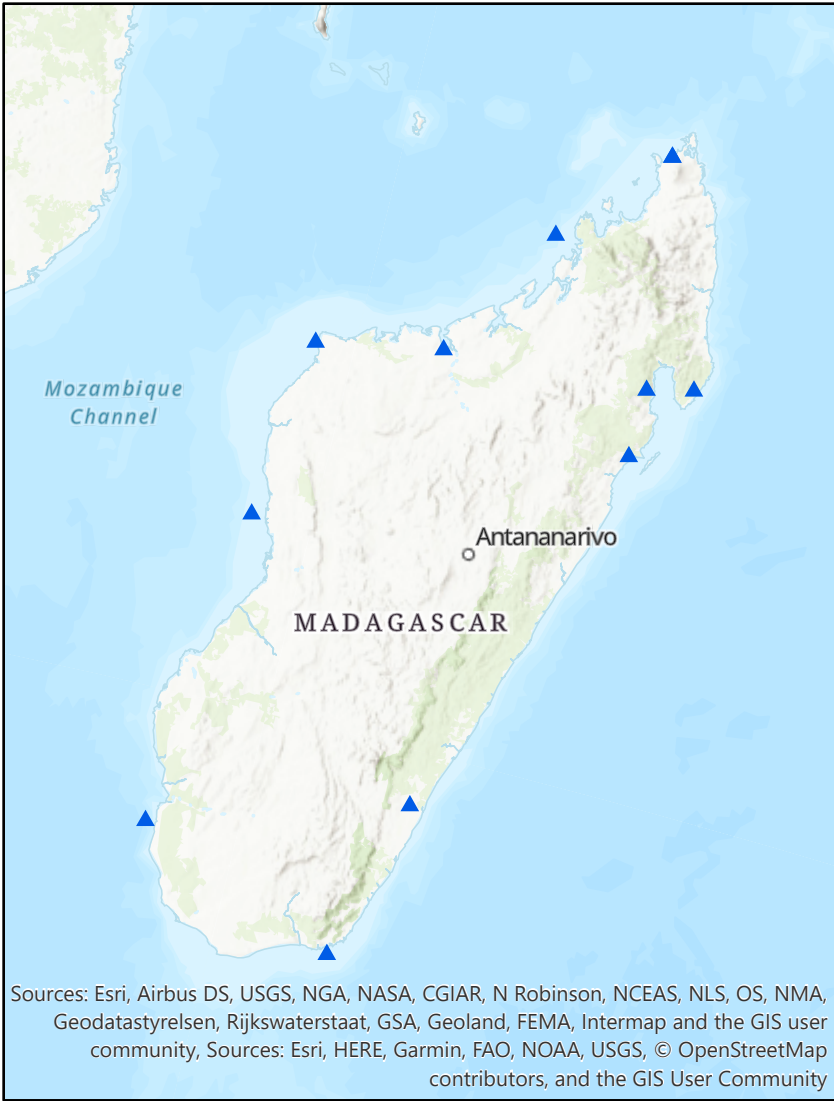 Mozambique
Channel
Antananarivo
MADAGASCAR
Sources: Esri, Airbus DS, USGS, NGA, NASA, CGIAR, N Robinson, NCEAS, NLS, OS, NMA,
Geodatastyrelsen, Rijkswaterstaat, GSA, Geoland, FEMA, Intermap and the GIS user
community, Sources: Esri, HERE, Garmin, FAO, NOAA, USGS, © OpenStreetMap
contributors, and the GIS User Community